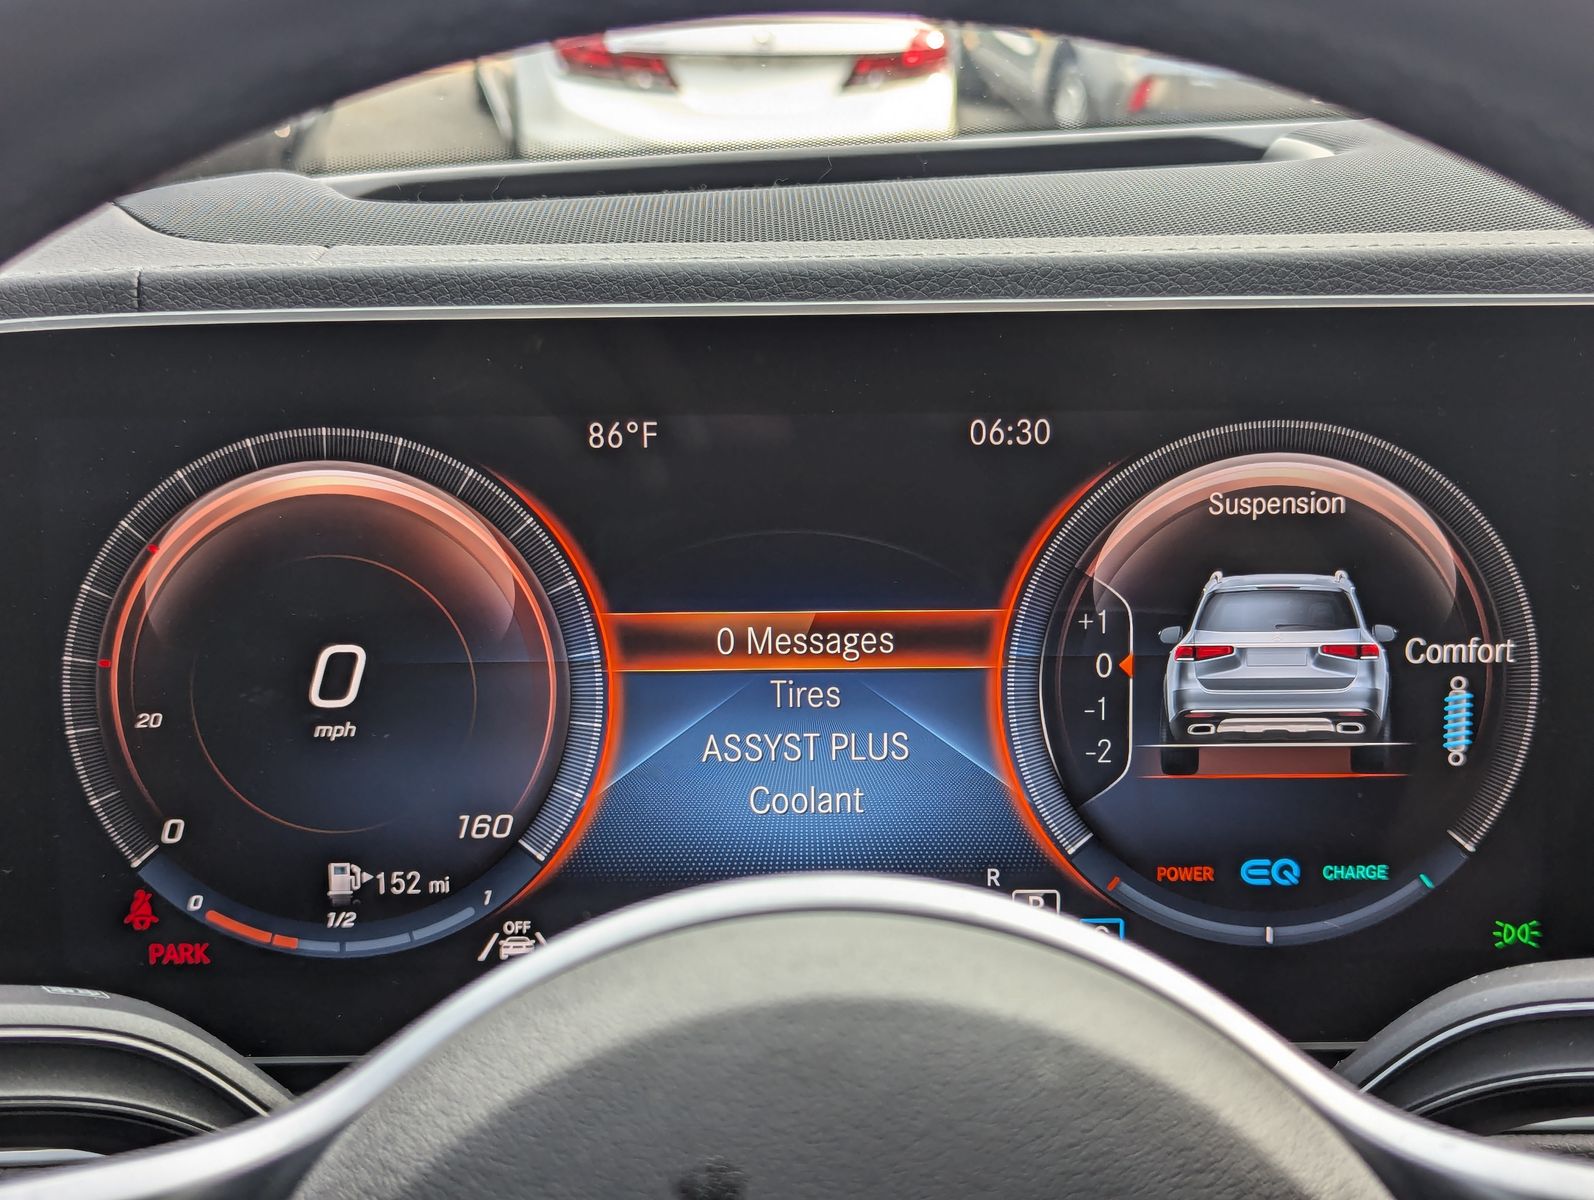 86°F
06:30
Suspension
0 Messages
Tires
ASSYST PLUS
Coolant
+1
0
-1
-2
Comfort
0
mph
20
0
160
152 mi
0
1/2
1
POWER
EQ
CHARGE
PARK
OFF
R
P